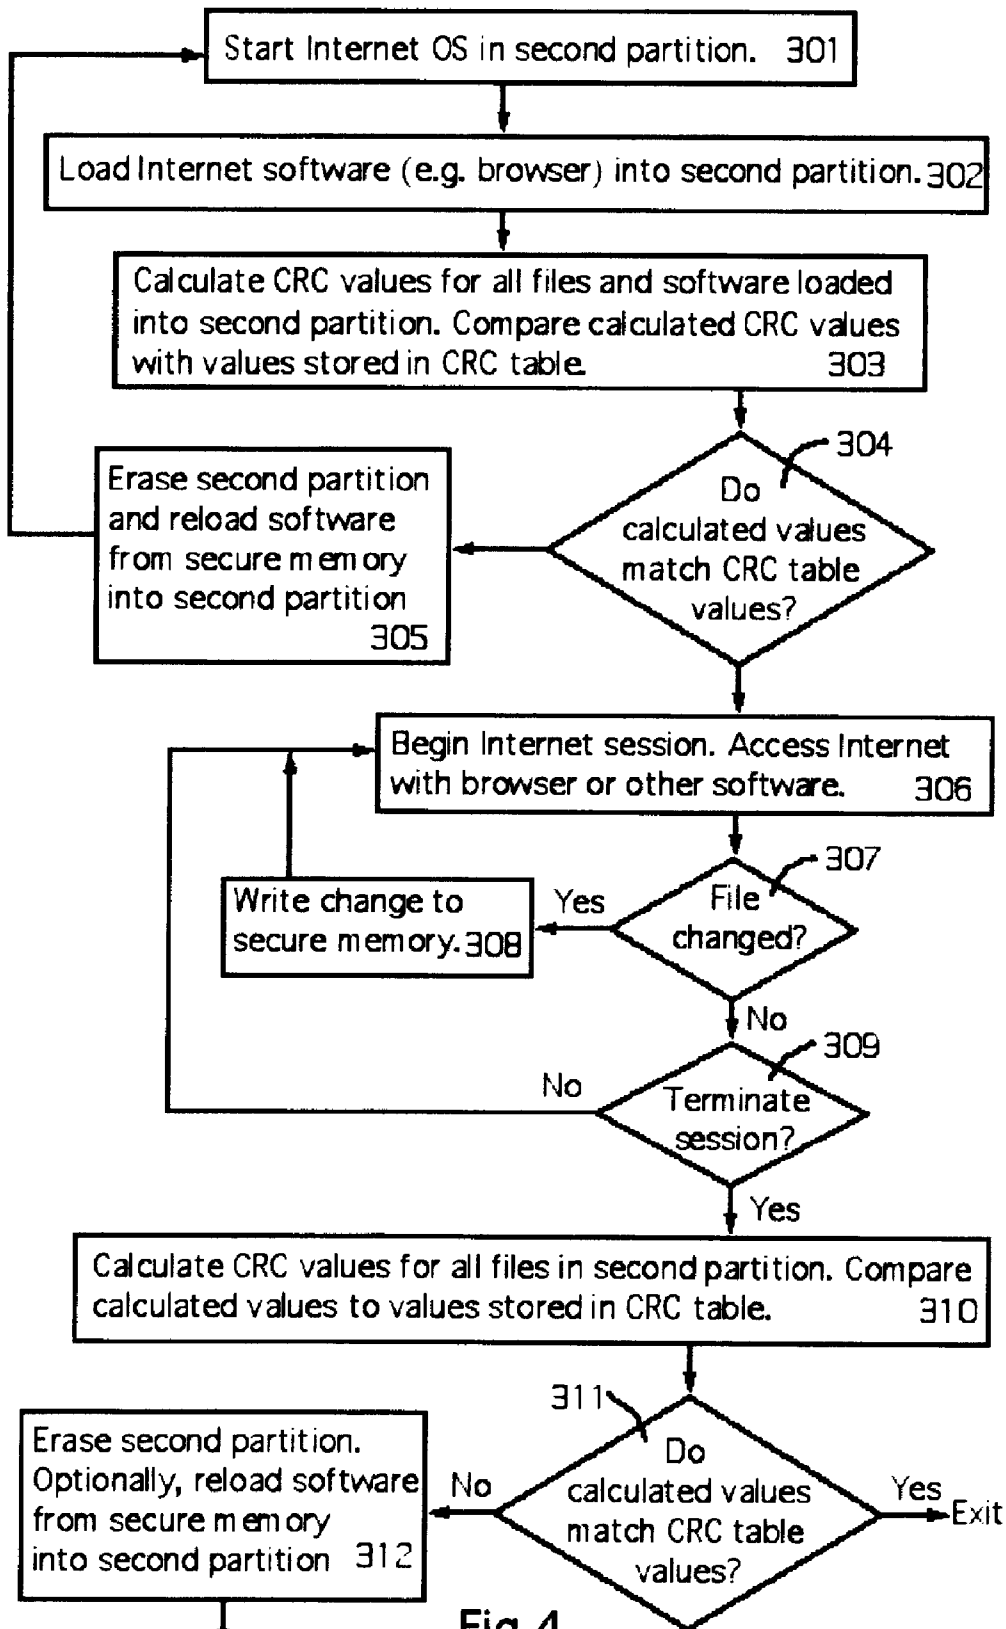 Start Internet OS in second partition. 301
Load Internet software (e.g. browser) into second partition. 302
Calculate CRC values for all files and software loaded
into second partition. Compare calculated CRC values
with values stored in CRC table. 303
304
Do
calculated values
match CRC table
values?
Erase second partition
and reload software
from secure memory
into second partition
305
Begin Internet session. Access Internet
with browser or other software. 306
307
File
changed?
Yes
Write change to
secure memory. 308
No
309
Terminate
session?
No
Yes
Calculate CRC values for all files in second partition. Compare
calculated values to values stored in CRC table. 310
311
Do
calculated values
match CRC table
values?
No
Yes
Exit
Erase second partition.
Optionally, reload software
from secure memory
into second partition 312
Fig 4